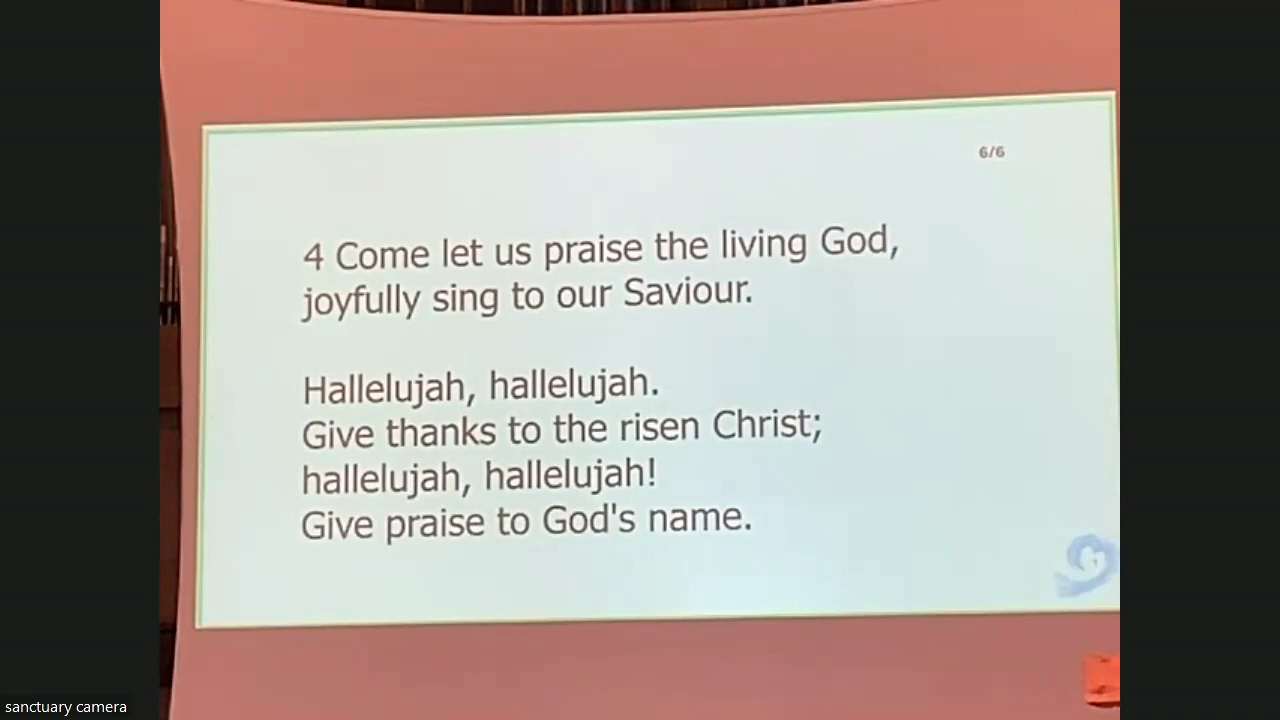 6/6
4 Come let us praise the living God,
joyfully sing to our Saviour.
Hallelujah, hallelujah.
Give thanks to the risen Christ;
hallelujah, hallelujah!
Give praise to God's name.
sanctuary camera